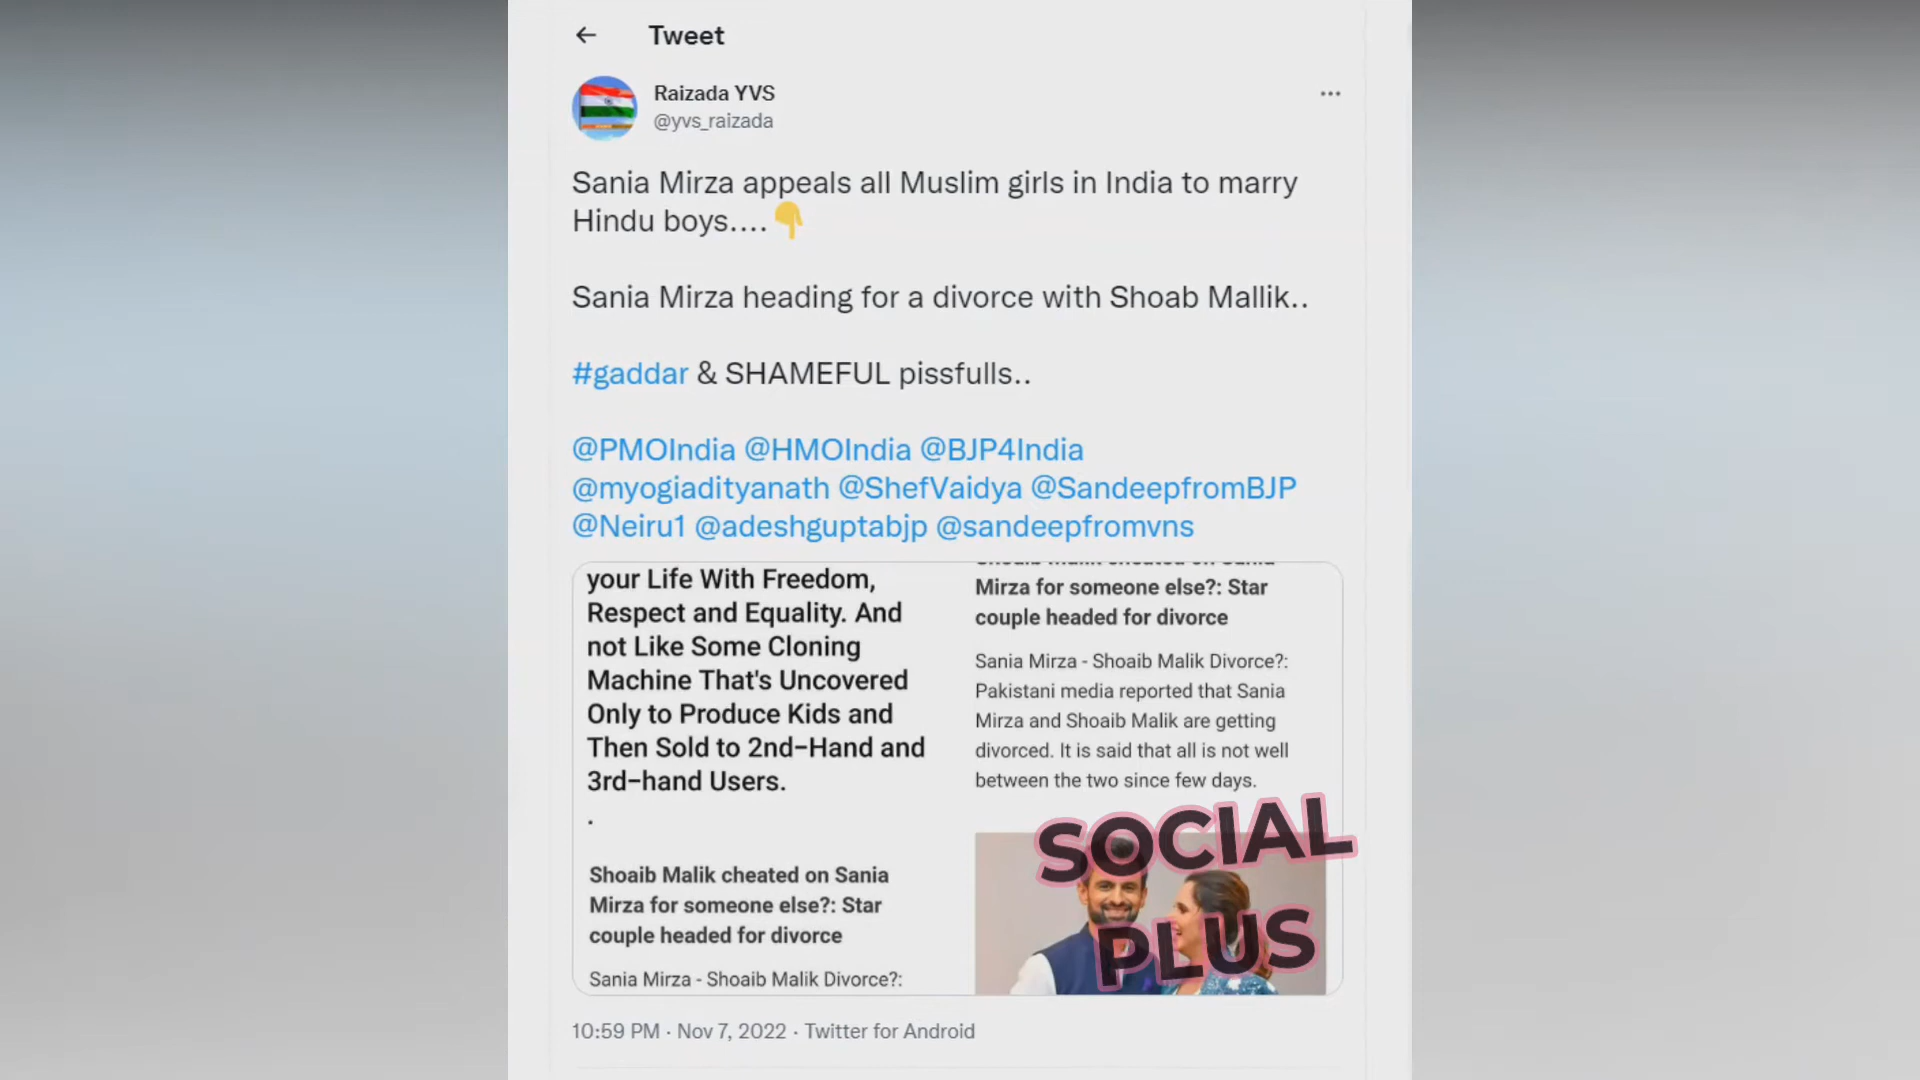 Tweet
Raizada YVS
@yvs_raizada
Sania Mirza appeals all Muslim girls in India to marry
Hindu boys....
Sania Mirza heading for a divorce with Shoab Mallik..
#gaddar & SHAMEFUL pissfulls..
@PMOIndia @HMOIndia @BJP4India
@myogiadityanath @ShefVaidya @SandeepfromBJP
@Neiru1 @adeshguptabjp @sandeepfromvns
your Life With Freedom,
Respect and Equality. And
not Like Some Cloning
Machine That's Uncovered
Only to Produce Kids and
Then Sold to 2nd-Hand and
3rd-hand Users.
.
Shoaib Malik cheated on Sania
Mirza for someone else?: Star
couple headed for divorce
Sania Mirza - Shoaib Malik Divorce?:
Shoaib Malik cheated on Sania
Mirza for someone else?: Star
couple headed for divorce
Sania Mirza - Shoaib Malik Divorce?:
Pakistani media reported that Sania
Mirza and Shoaib Malik are getting
divorced. It is said that all is not well
between the two since few days.
SOCIAL
PLUS
10:59 PM · Nov 7, 2022 · Twitter for Android